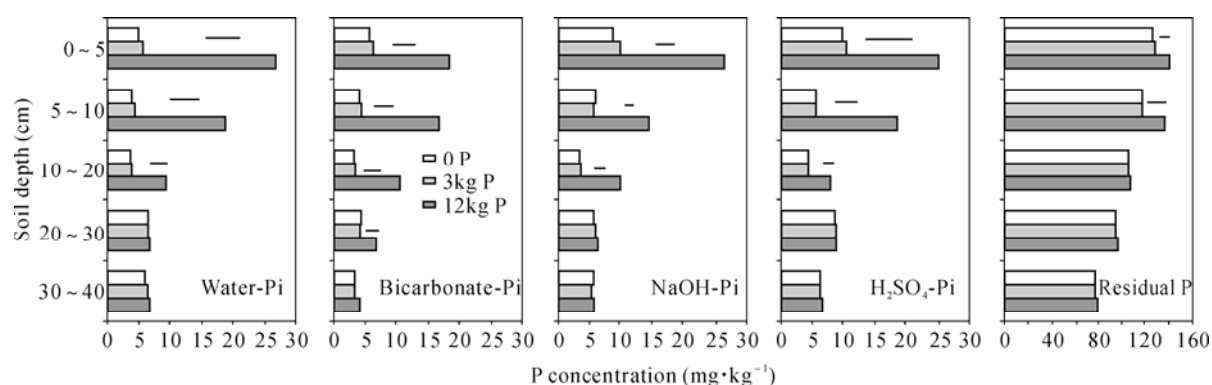 Soil depth (cm)
0~5
5~10
10~20
20~30
30~40
Water-Pi
Bicarbonate-Pi
NaOH-Pi
H₂SO₄-Pi
Residual P
0 P
3kg P
12kg P
0 5 10 15 20 25 30
0 5 10 15 20 25 30
0 5 10 15 20 25 30
0 5 10 15 20 25 30
0 40 80 120 160
P concentration (mg·kg⁻¹)